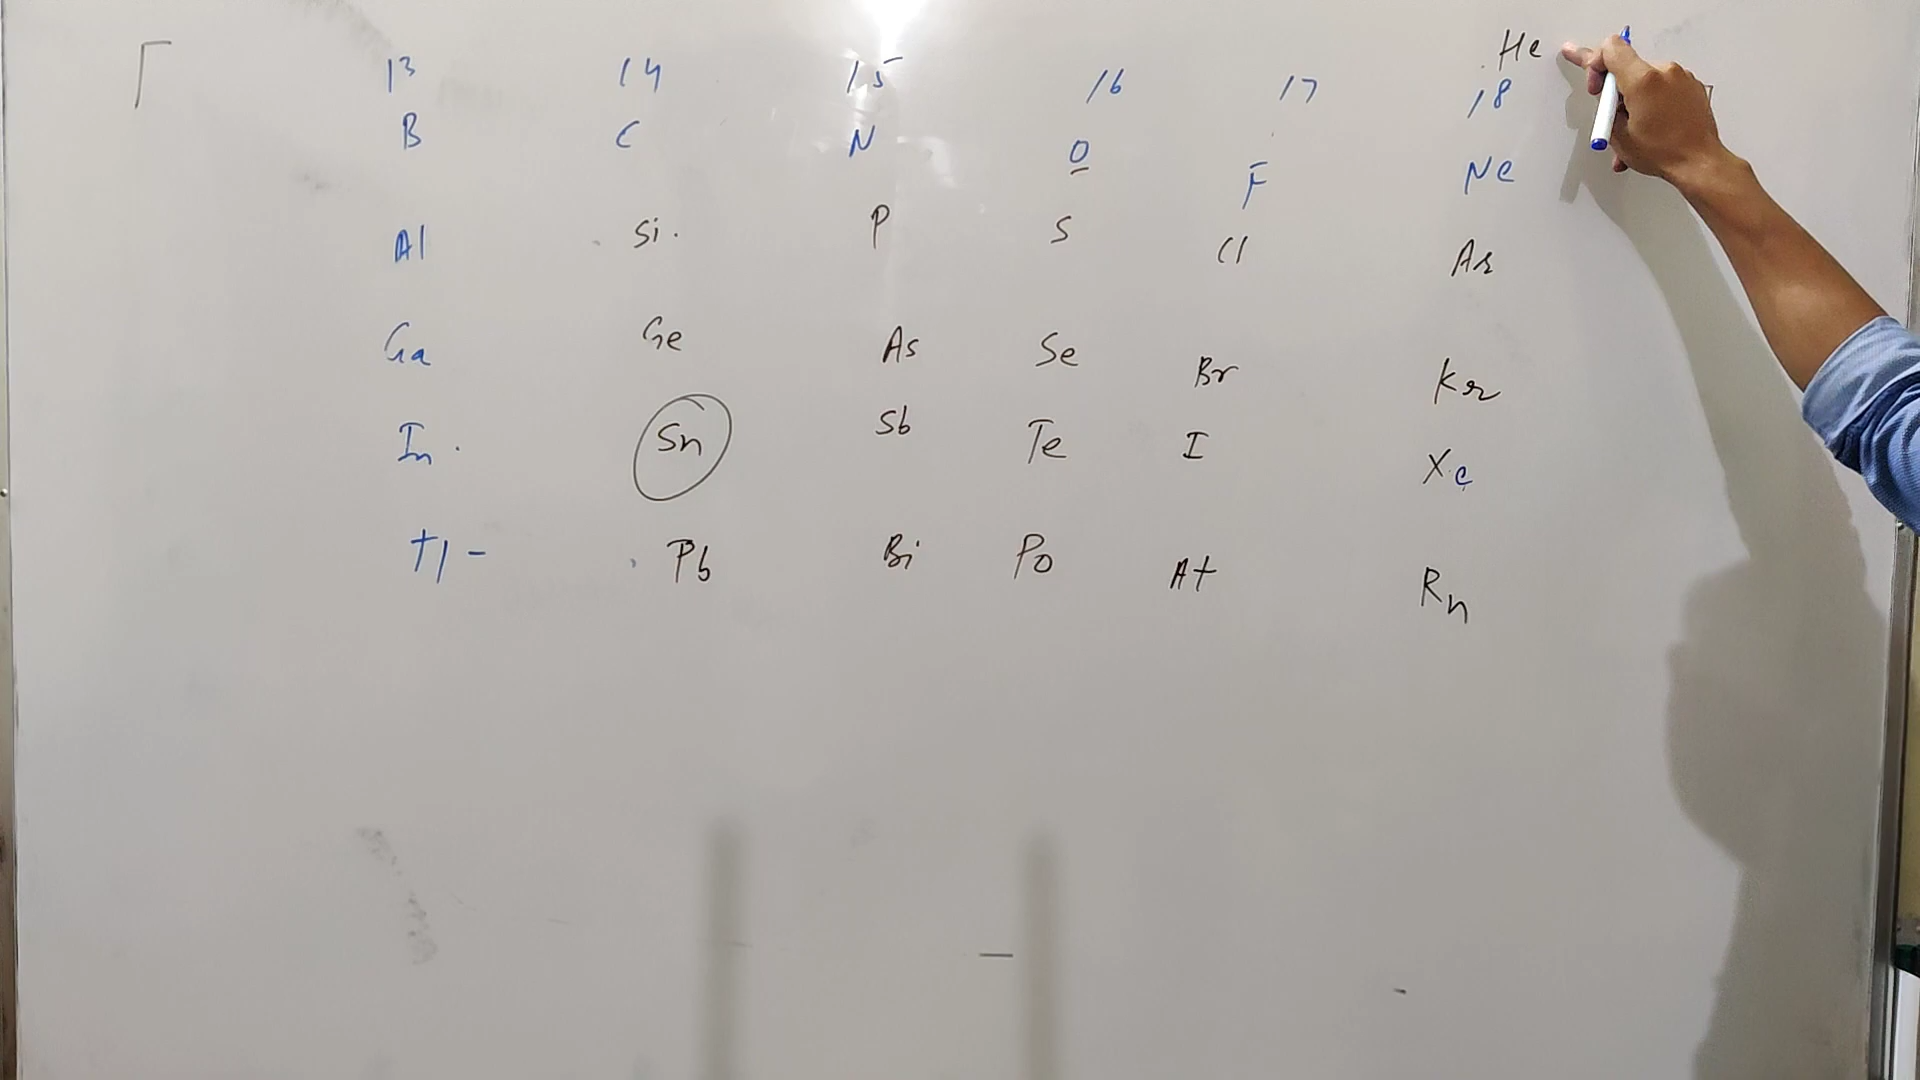 He
13 14 15 16 17 18
B C N O F Ne
Al Si. P S Cl Ar
Ga Ge As Se Br Kr
In. Sn Sb Te I Xe
Tl - Pb Bi Po At Rn